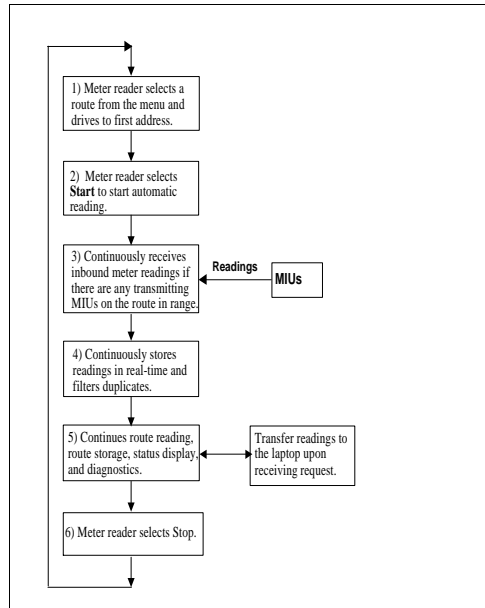 1) Meter reader selects a
route from the menu and
drives to first address.
2) Meter reader selects
Start to start automatic
reading.
3) Continuously receives
inbound meter readings if
there are any transmitting
MIUs on the route in range.
Readings
MIUs
4) Continuously stores
readings in real-time and
filters duplicates.
5) Continues route reading,
route storage, status display,
and diagnostics.
Transfer readings to
the laptop upon
receiving request.
6) Meter reader selects Stop.